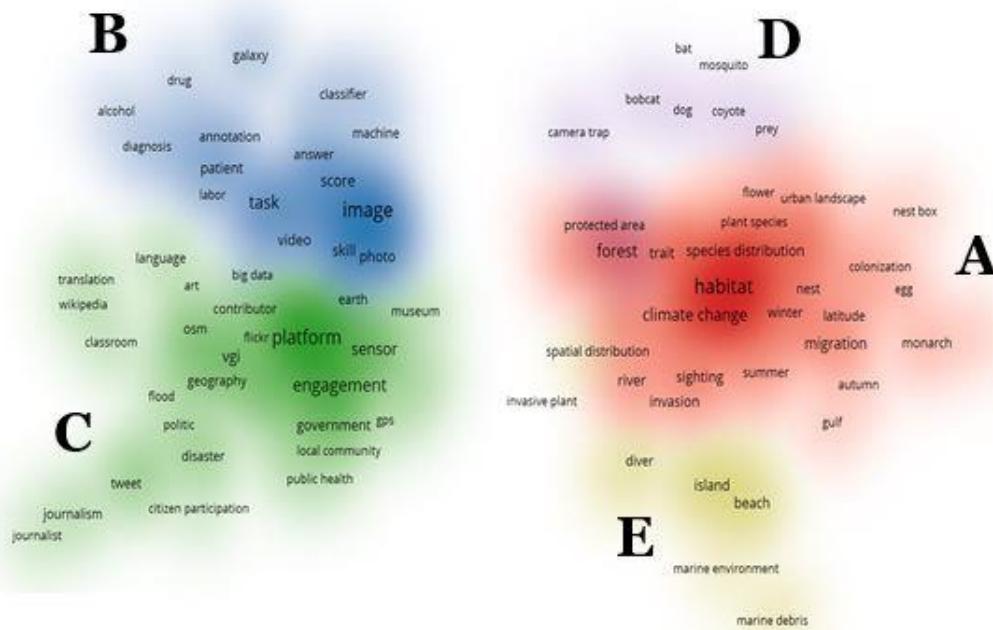 B
galaxy
drug
classifier
alcohol
machine
annotation
diagnosis
answer
patient
score
labor
task
image
video
skill
photo
language
big data
translation
art
earth
wikipedia
contributor
museum
osm
flickr
platform
classroom
sensor
vgi
geography
engagement
flood
C
politic
government
gps
disaster
local community
public health
tweet
citizen participation
journalism
journalist
D
bat
mosquito
bobcat
dog
coyote
camera trap
prey
flower
urban landscape
nest box
protected area
plant species
forest
trait
species distribution
A
colonization
habitat
nest
egg
climate change
winter
latitude
migration
monarch
spatial distribution
river
sighting
summer
autumn
invasive plant
invasion
gulf
diver
island
beach
E
marine environment
marine debris